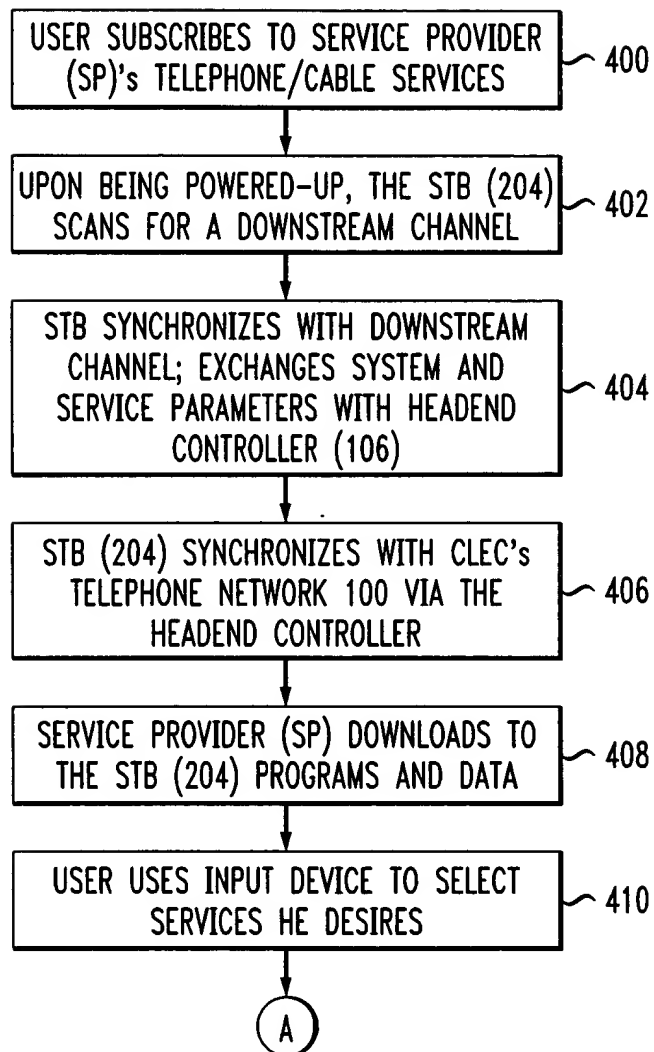 USER SUBSCRIBES TO SERVICE PROVIDER
(SP)'s TELEPHONE/CABLE SERVICES
400
UPON BEING POWERED-UP, THE STB (204)
SCANS FOR A DOWNSTREAM CHANNEL
402
STB SYNCHRONIZES WITH DOWNSTREAM
CHANNEL; EXCHANGES SYSTEM AND
SERVICE PARAMETERS WITH HEADEND
CONTROLLER (106)
404
STB (204) SYNCHRONIZES WITH CLEC's
TELEPHONE NETWORK 100 VIA THE
HEADEND CONTROLLER
406
SERVICE PROVIDER (SP) DOWNLOADS TO
THE STB (204) PROGRAMS AND DATA
408
USER USES INPUT DEVICE TO SELECT
SERVICES HE DESIRES
410
A